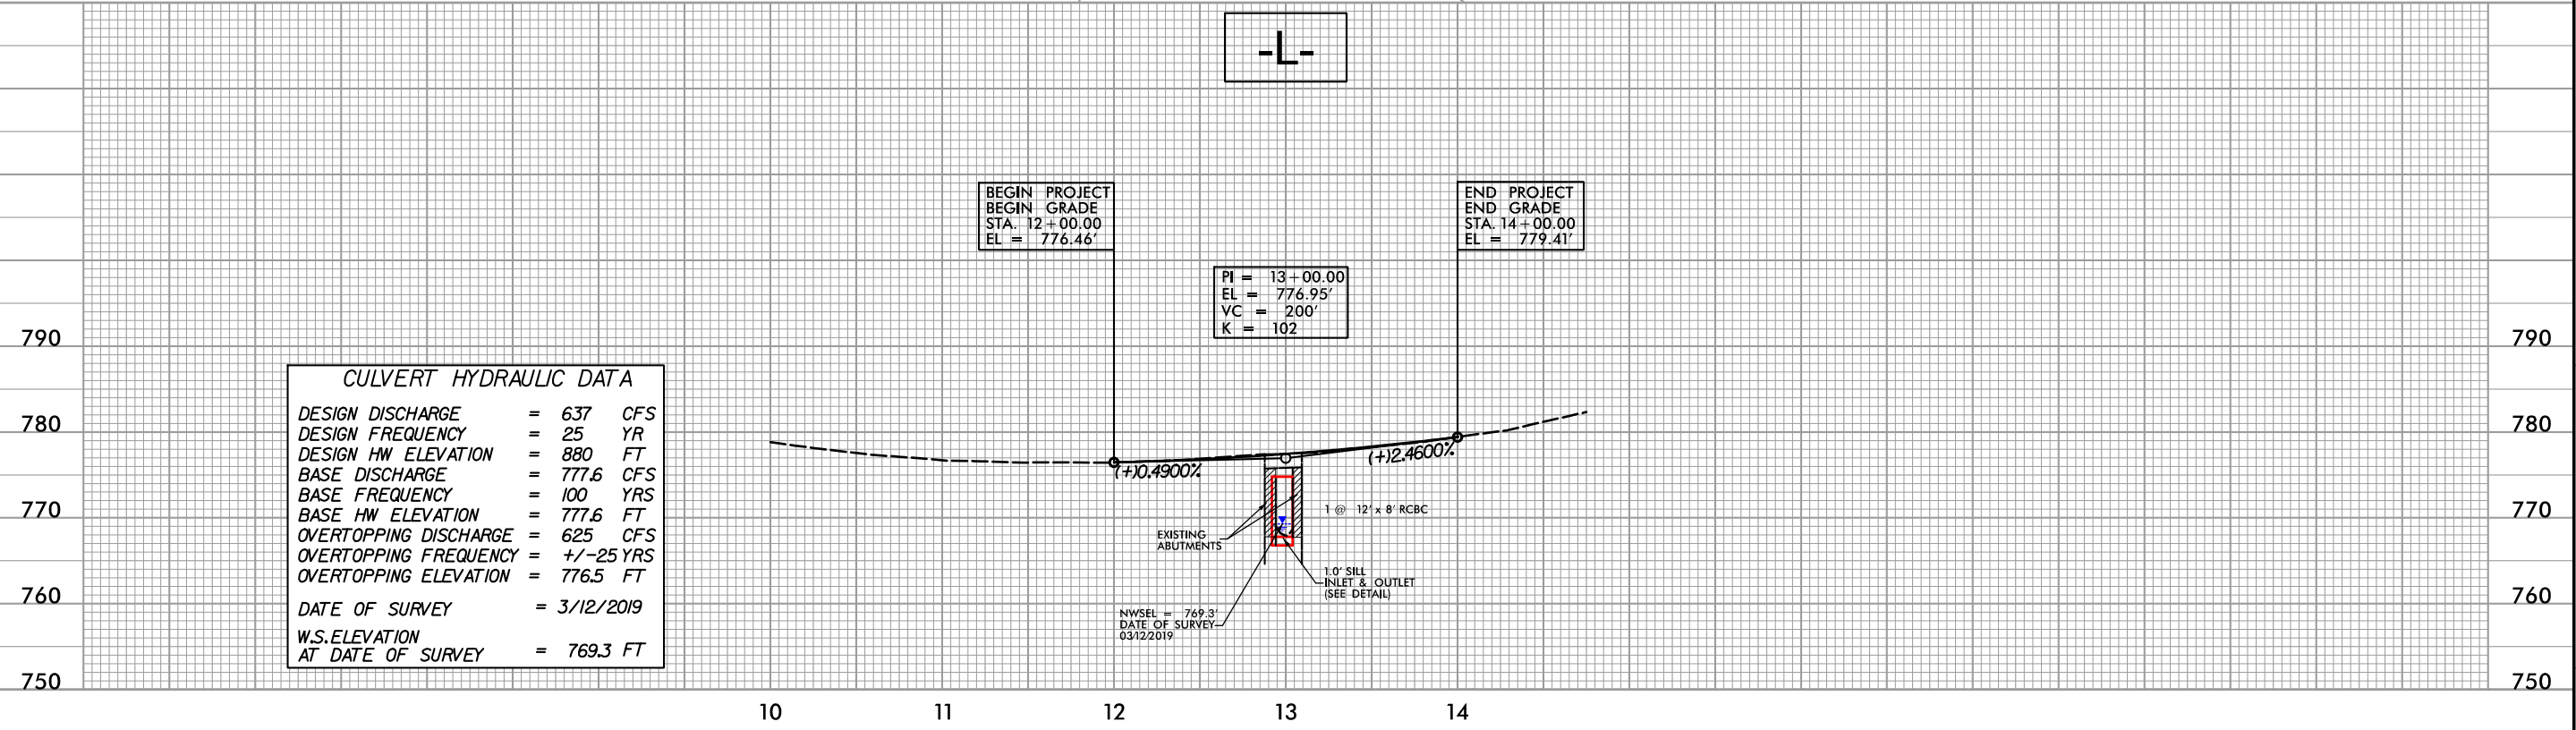 -L-
BEGIN PROJECT
BEGIN GRADE
STA. 12+00.00
EL = 776.46'
END PROJECT
END GRADE
STA. 14+00.00
EL = 779.41'
PI = 13+00.00
EL = 776.95'
VC = 200'
K = 102
790
790
CULVERT HYDRAULIC DATA
DESIGN DISCHARGE = 637 CFS
DESIGN FREQUENCY = 25 YR
DESIGN HW ELEVATION = 880 FT
BASE DISCHARGE = 777.6 CFS
BASE FREQUENCY = 100 YRS
BASE HW ELEVATION = 777.6 FT
OVERTOPPING DISCHARGE = 625 CFS
OVERTOPPING FREQUENCY = +/-25 YRS
OVERTOPPING ELEVATION = 776.5 FT
DATE OF SURVEY = 3/12/2019
W.S.ELEVATION
AT DATE OF SURVEY = 769.3 FT
780
780
(+)0.4900%
(+)2.4600%
770
770
1 @ 12' x 8' RCBC
EXISTING
ABUTMENTS
1.0' SILL
INLET & OUTLET
(SEE DETAIL)
760
760
NWSEL = 769.3'
DATE OF SURVEY
03/12/2019
750
750
10
11
12
13
14